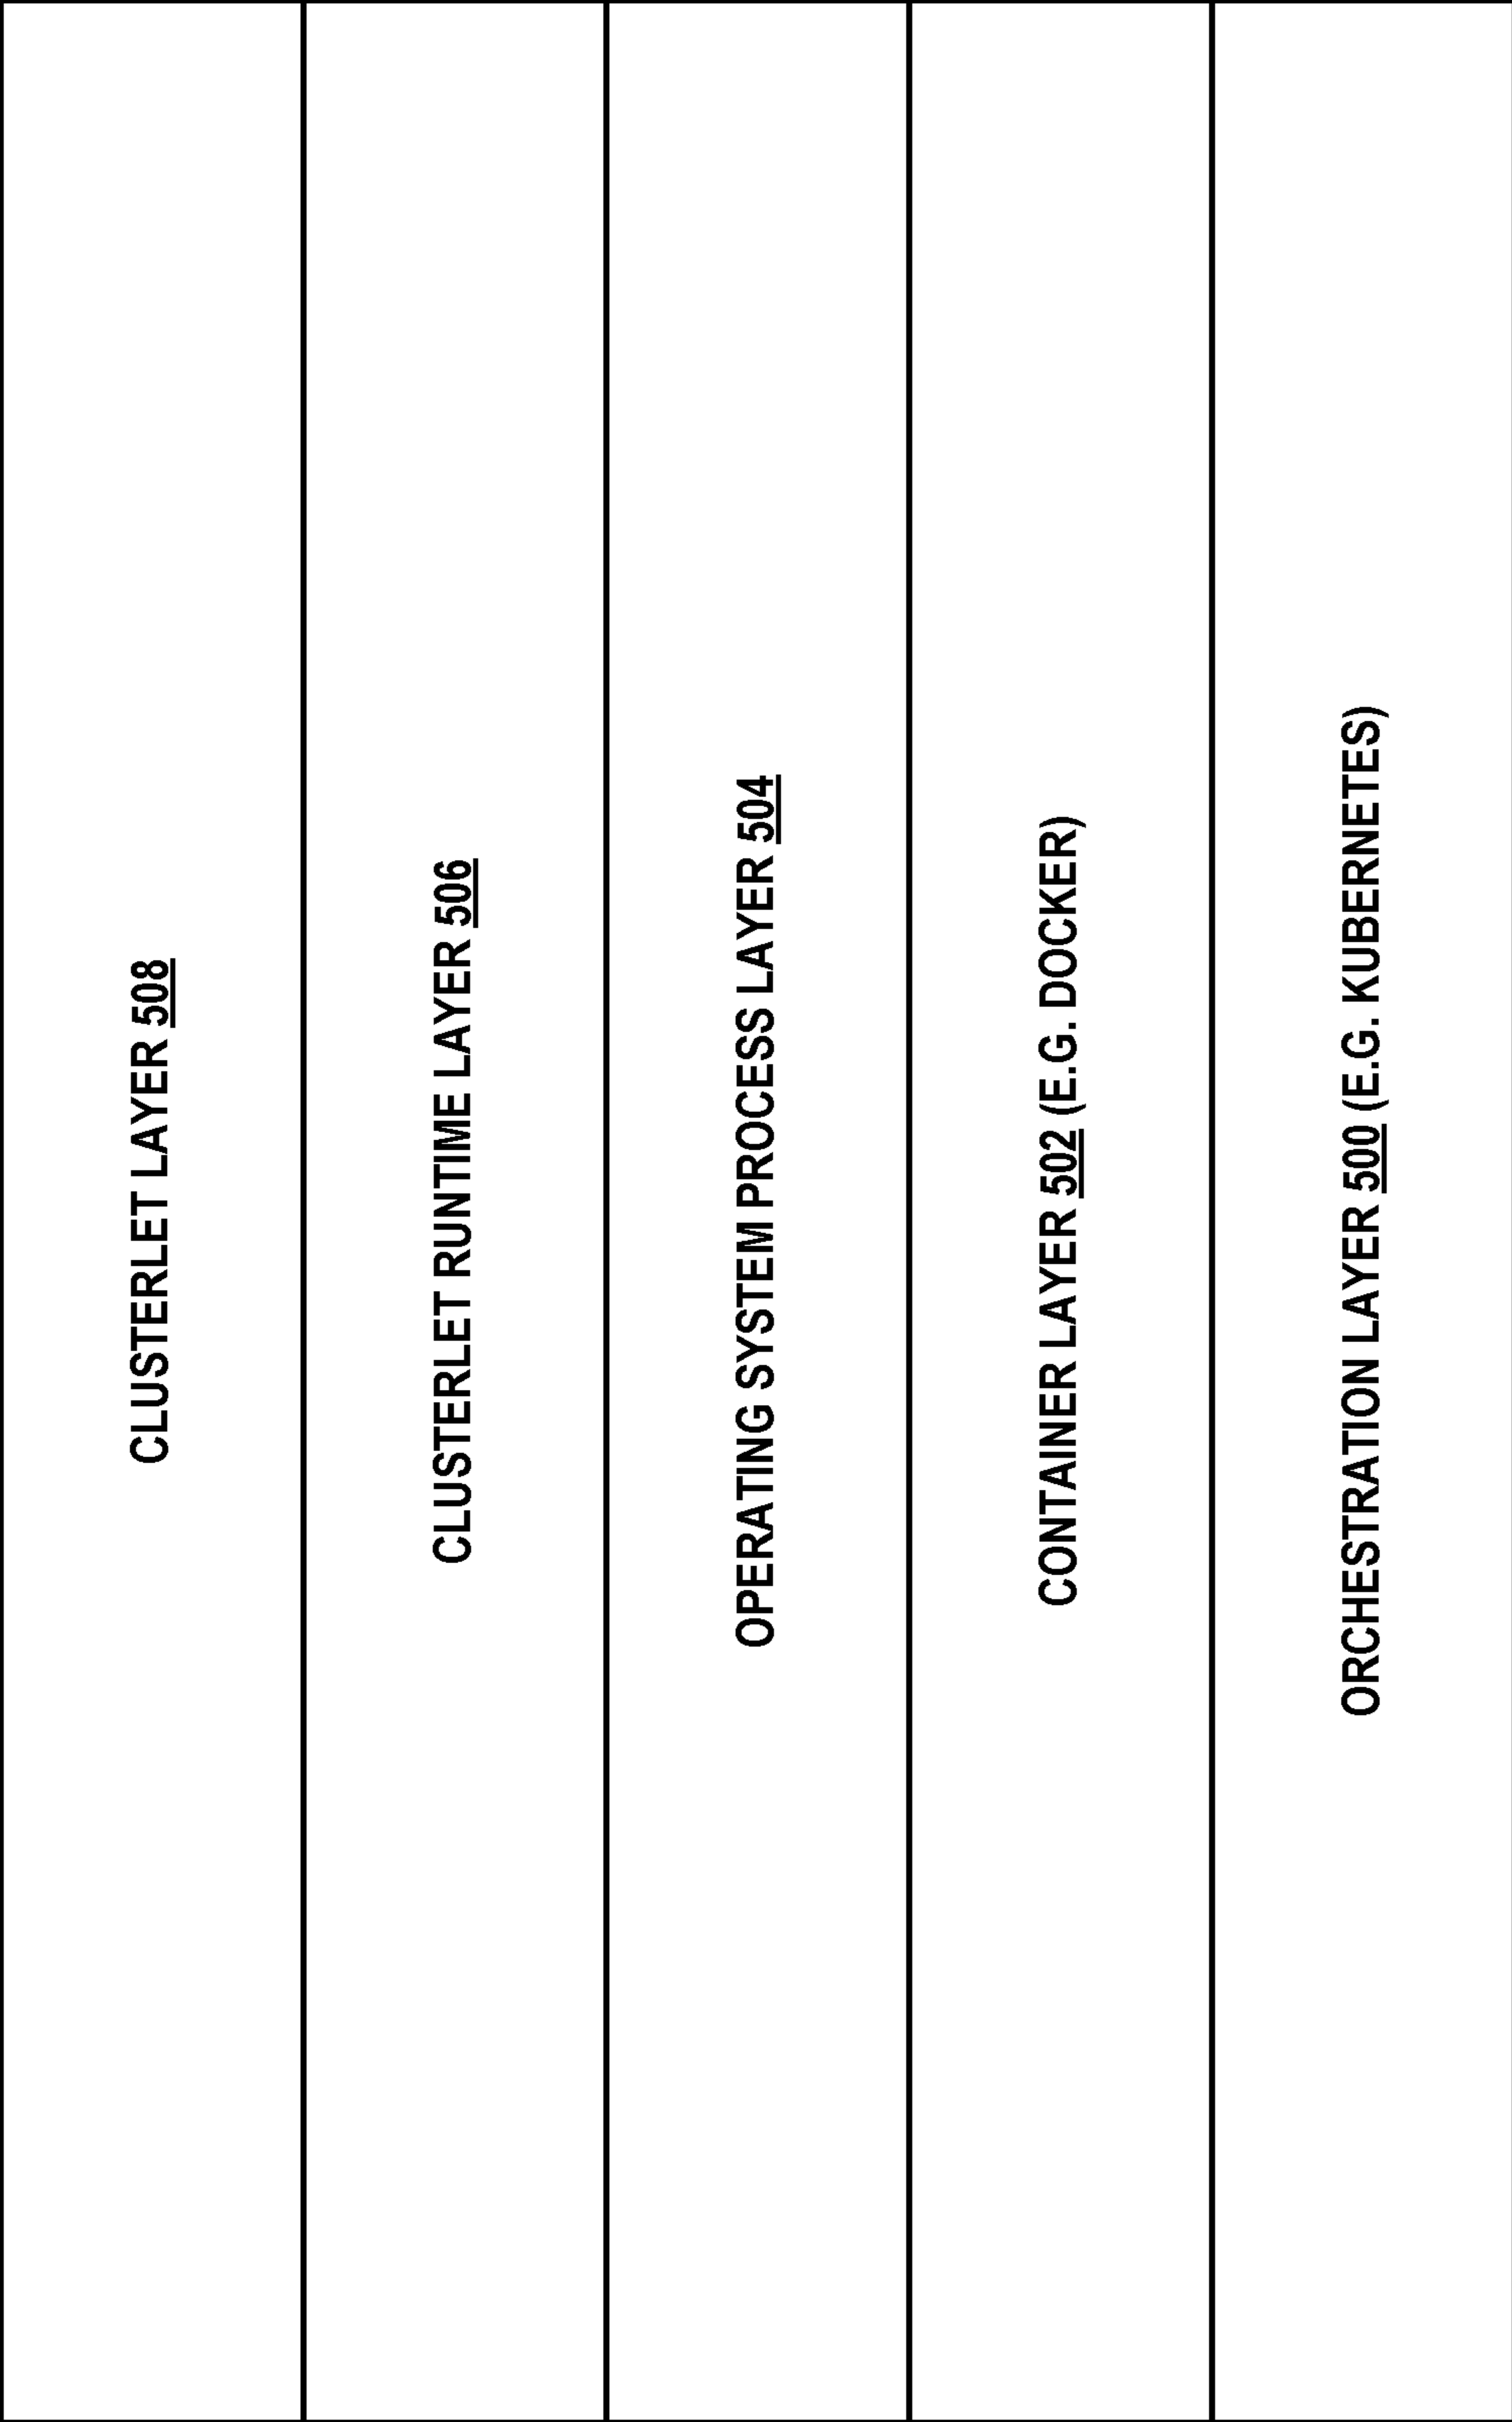 CLUSTERLET LAYER 508
CLUSTERLET RUNTIME LAYER 506
OPERATING SYSTEM PROCESS LAYER 504
CONTAINER LAYER 502 (E.G. DOCKER)
ORCHESTRATION LAYER 500 (E.G. KUBERNETES)